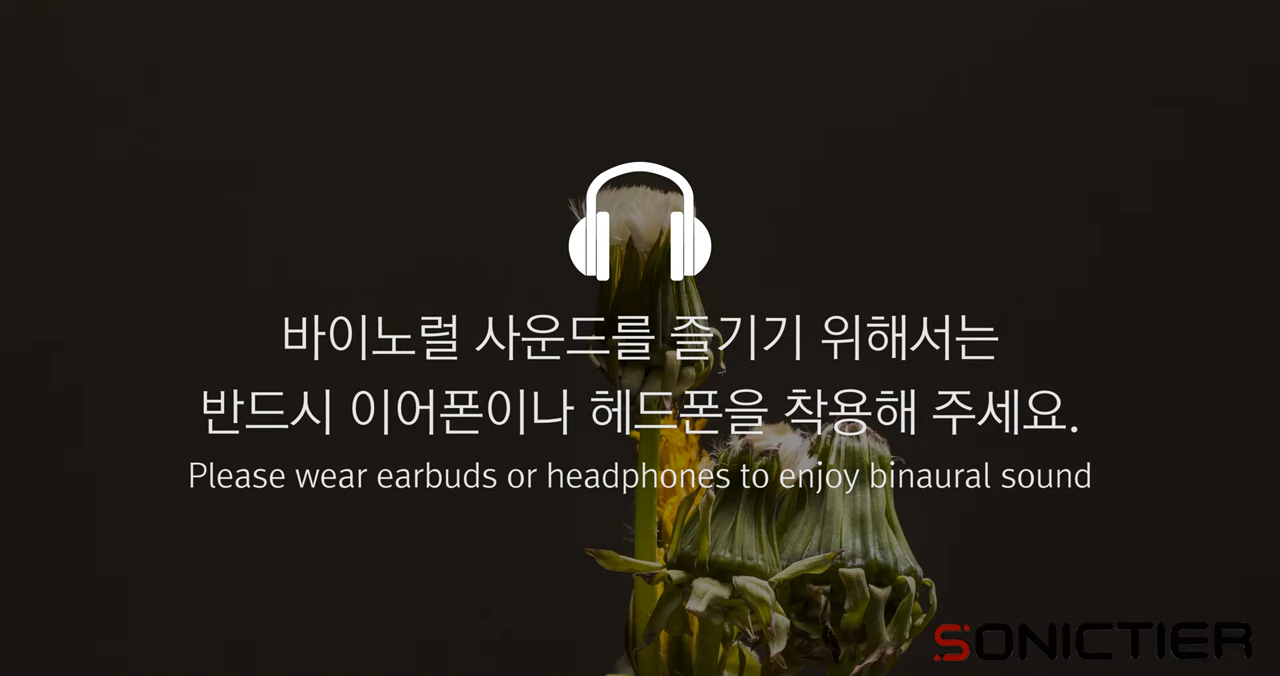 바이노럴 사운드를 즐기기 위해서는
반드시 이어폰이나 헤드폰을 착용해 주세요.
Please wear earbuds or headphones to enjoy binaural sound
SONICTIER